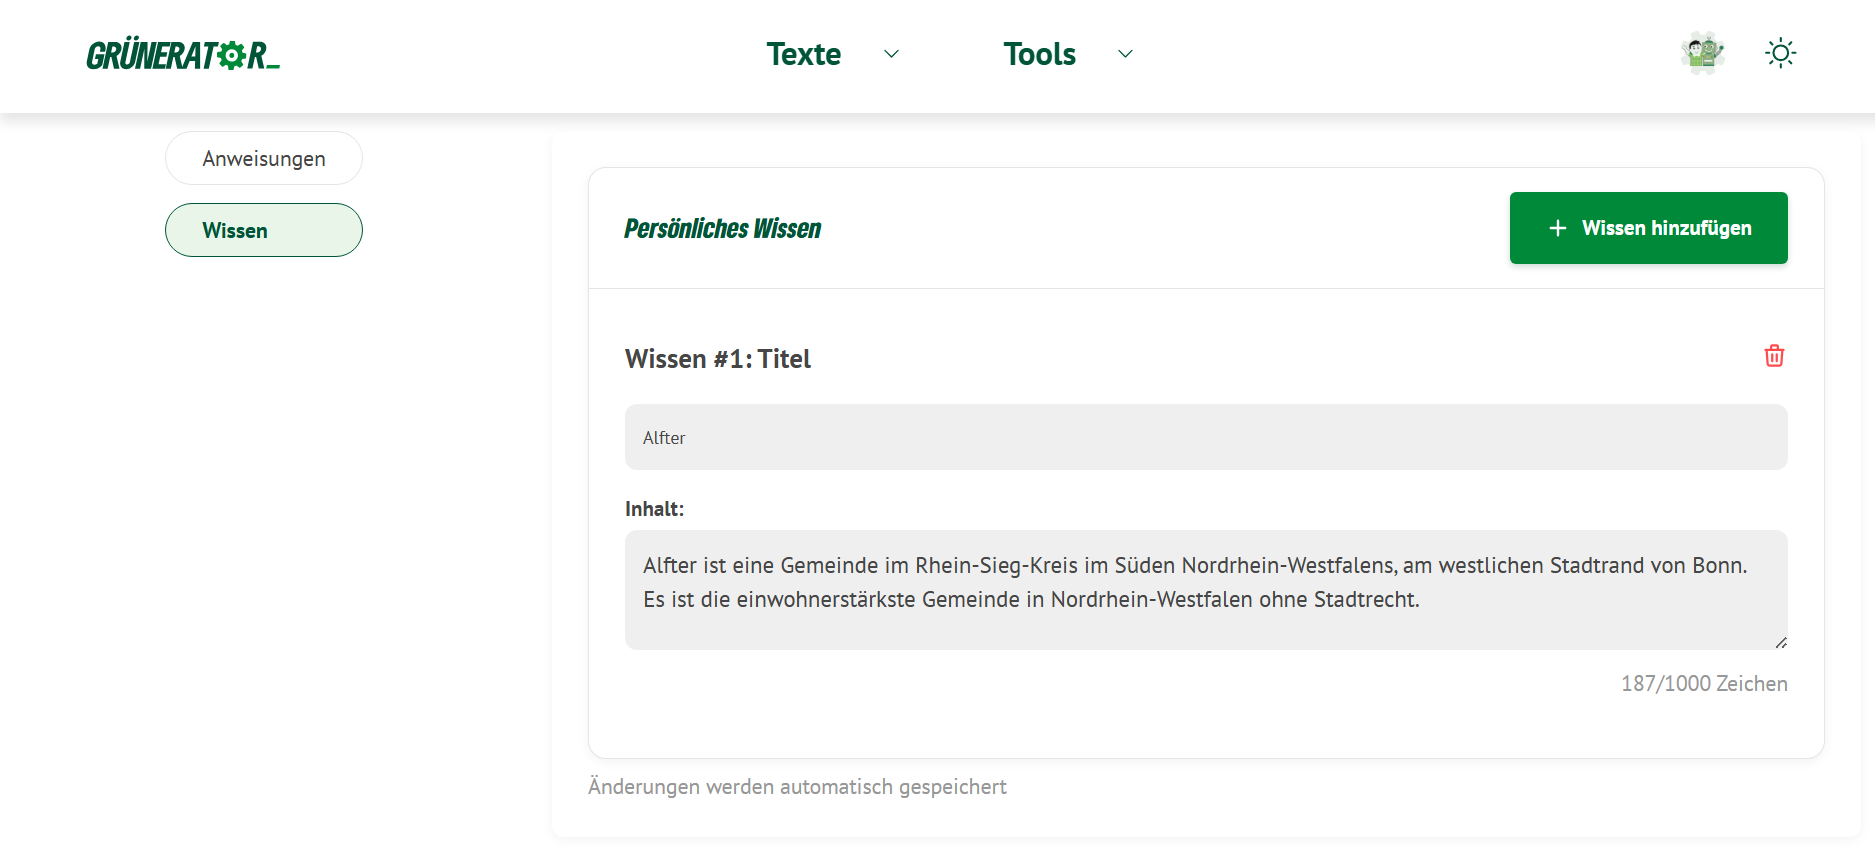 GRÜNERATOR_
Texte
Tools
Anweisungen
Wissen
Persönliches Wissen
+ Wissen hinzufügen
Wissen #1: Titel
Alfter
Inhalt:
Alfter ist eine Gemeinde im Rhein-Sieg-Kreis im Süden Nordrhein-Westfalens, am westlichen Stadtrand von Bonn.
Es ist die einwohnerstärkste Gemeinde in Nordrhein-Westfalen ohne Stadtrecht.
187/1000 Zeichen
Änderungen werden automatisch gespeichert